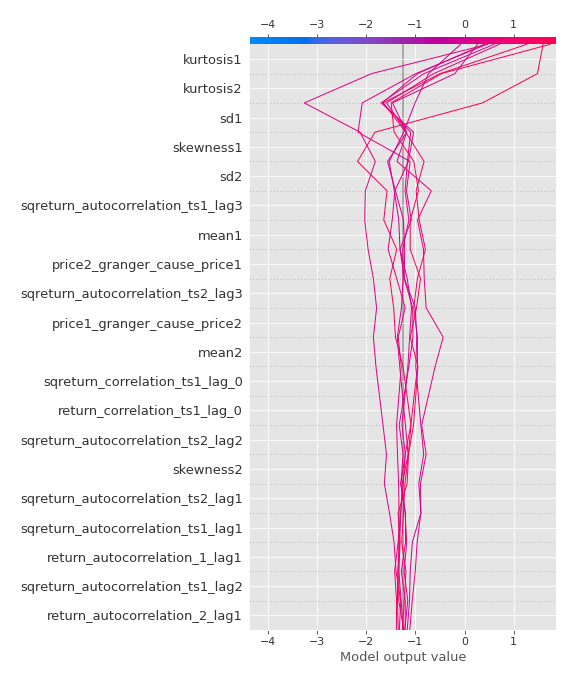 −4 −3 −2 −1 0 1
kurtosis1
kurtosis2
sd1
skewness1
sd2
sqreturn_autocorrelation_ts1_lag3
mean1
price2_granger_cause_price1
sqreturn_autocorrelation_ts2_lag3
price1_granger_cause_price2
mean2
sqreturn_correlation_ts1_lag_0
return_correlation_ts1_lag_0
sqreturn_autocorrelation_ts2_lag2
skewness2
sqreturn_autocorrelation_ts2_lag1
sqreturn_autocorrelation_ts1_lag1
return_autocorrelation_1_lag1
sqreturn_autocorrelation_ts1_lag2
return_autocorrelation_2_lag1
−4 −3 −2 −1 0 1
Model output value